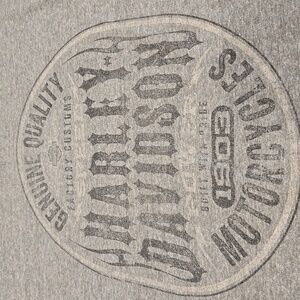 GENUINE QUALITY
FACTORY CUSTOMS
HARLEY-
DAVIDSON
BUILT WITH PRIDE
1903
MOTORCYCLES